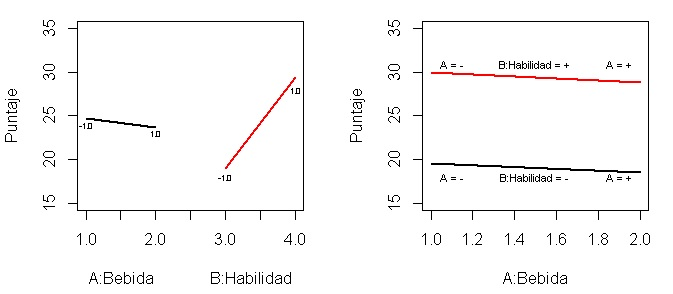 Puntaje
35
30
25
20
15
-1.0
1.0
-1.0
1.0
1.0 2.0 3.0 4.0
A:Bebida B:Habilidad
Puntaje
35
30
25
20
15
A = - B:Habilidad = + A = +
A = - B:Habilidad = - A = +
1.0 1.2 1.4 1.6 1.8 2.0
A:Bebida